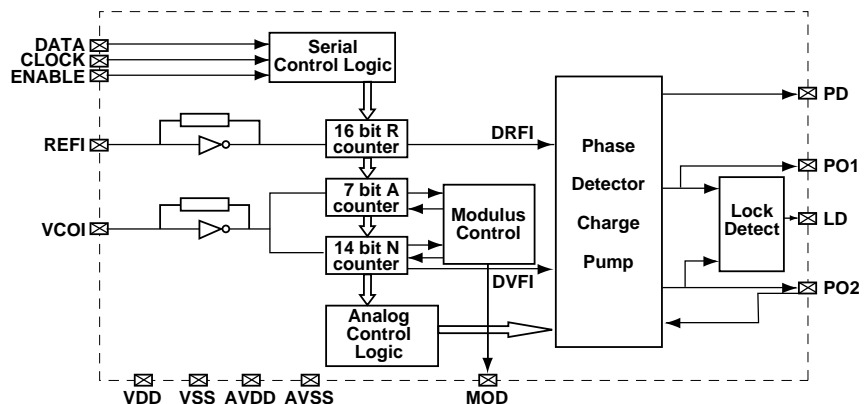 DATA
CLOCK
ENABLE
Serial
Control Logic
PD
REFI
16 bit R
counter
DRFI
Phase
Detector
Charge
Pump
PO1
7 bit A
counter
Modulus
Control
Lock
Detect
LD
VCOI
14 bit N
counter
DVFI
PO2
Analog
Control
Logic
VDD
VSS
AVDD
AVSS
MOD